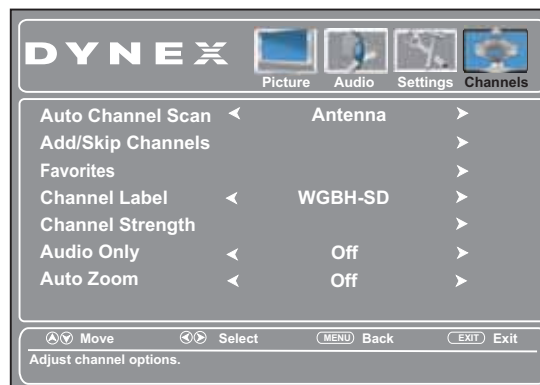 DYNEX
Picture Audio Settings Channels
Auto Channel Scan Antenna
Add/Skip Channels
Favorites
Channel Label WGBH-SD
Channel Strength
Audio Only Off
Auto Zoom Off
Move Select MENU Back EXIT Exit
Adjust channel options.